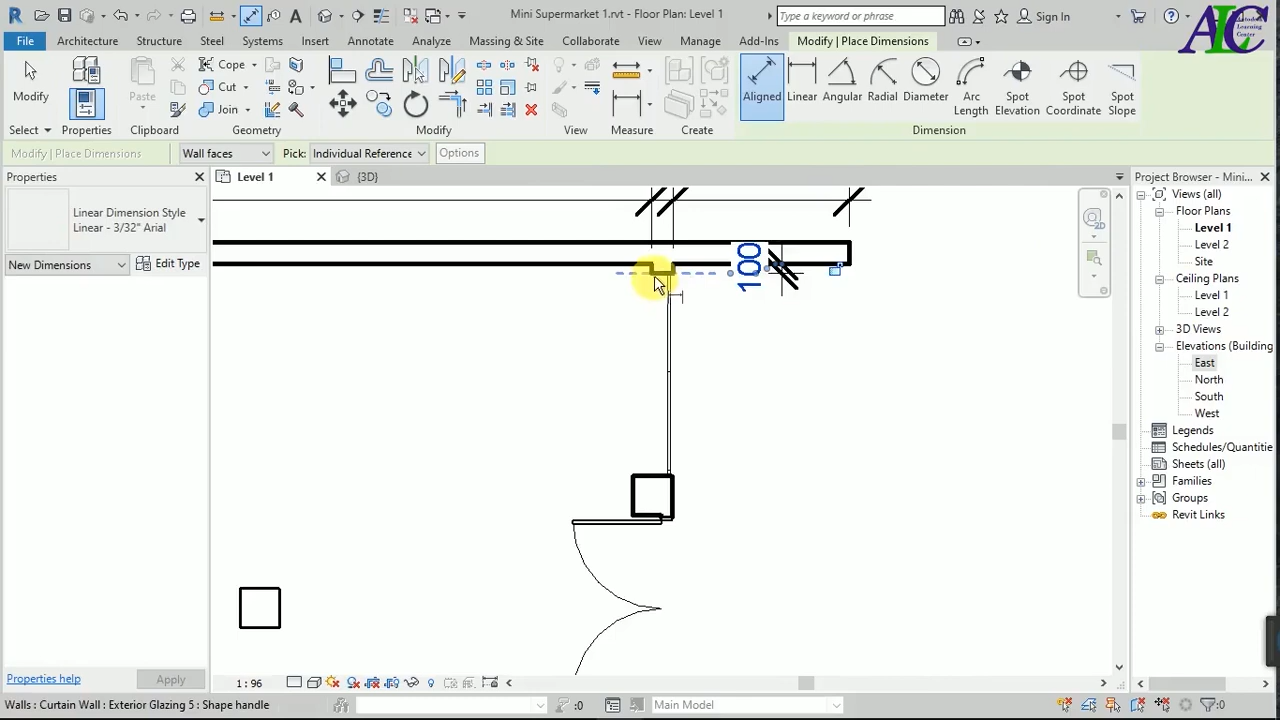 Mini Supermarket 1.rvt - Floor Plan: Level 1
Type a keyword or phrase
Sign In
ALC
Autodesk
Learning
Center
File Architecture Structure Steel Systems Insert Annotate Analyze Massing & Site Collaborate View Manage Add-Ins Modify | Place Dimensions
Modify
Paste
Cope
Cut
Join
Aligned Linear Angular Radial Diameter Arc Length Spot Elevation Spot Coordinate Spot Slope
Select Properties Clipboard Geometry Modify View Measure Create Dimension
Modify | Place Dimensions Wall faces Pick: Individual Reference Options
Properties
Level 1
{3D}
Project Browser - Mini...
Linear Dimension Style
Linear - 3/32" Arial
New Dimensions
Edit Type
Views (all)
Floor Plans
Level 1
Level 2
Site
Ceiling Plans
Level 1
Level 2
3D Views
Elevations (Building
East
North
South
West
Legends
Schedules/Quantitie
Sheets (all)
Families
Groups
Revit Links
100
Properties help
Apply
1 : 96
Walls : Curtain Wall : Exterior Glazing 5 : Shape handle
:0
Main Model
:0